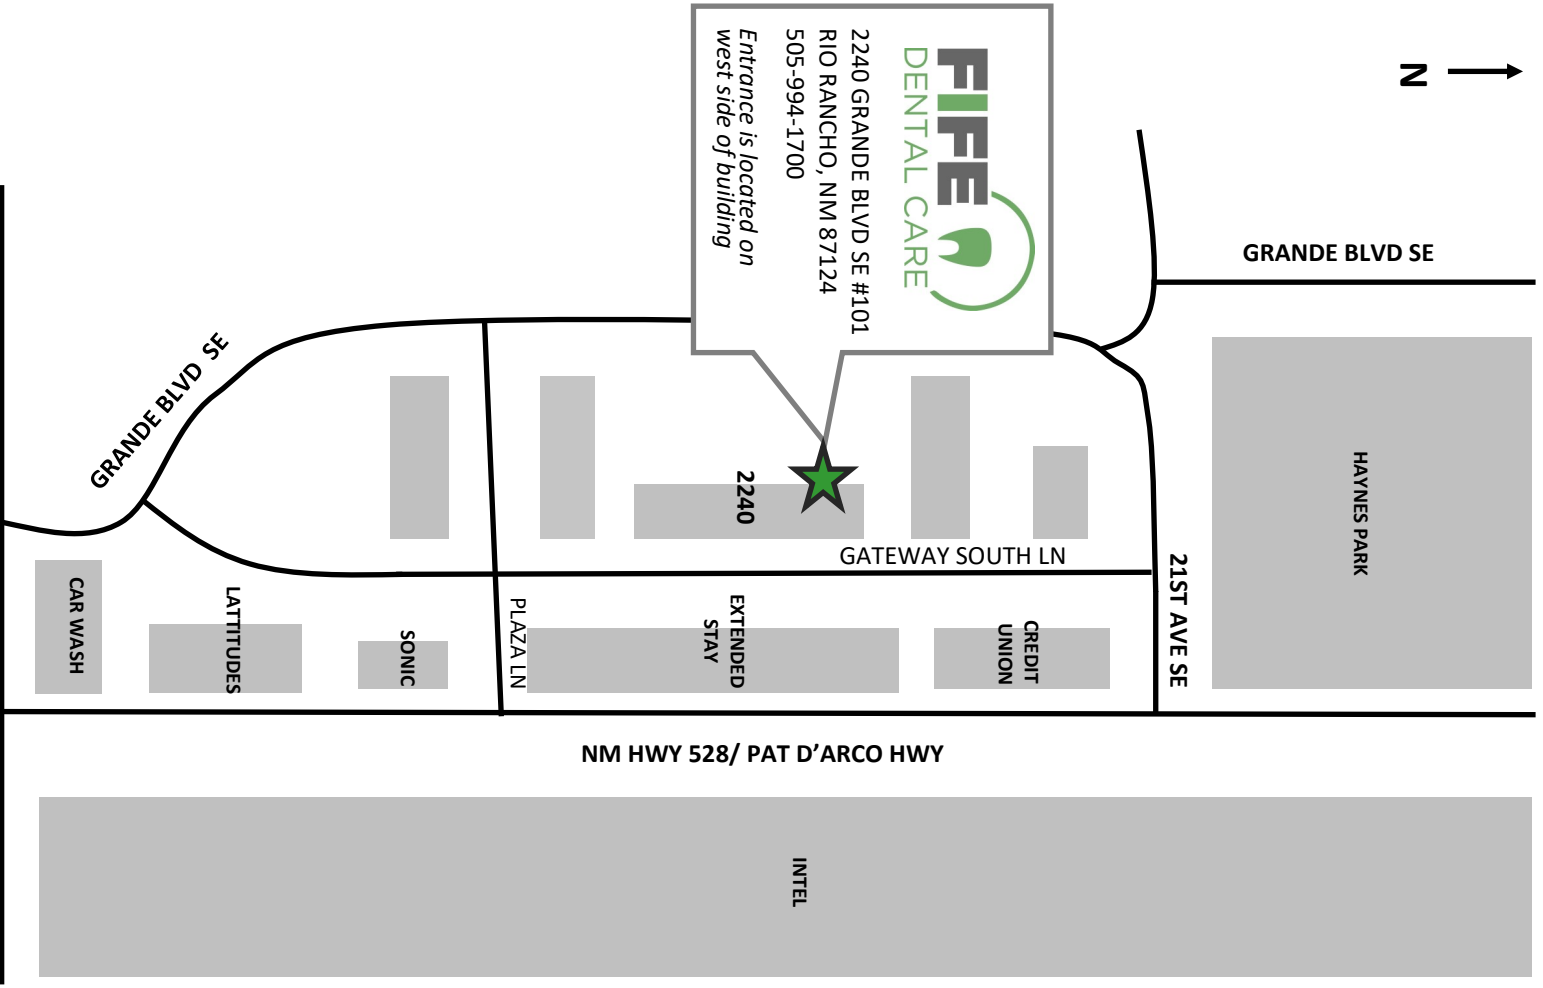 N
FIFE
DENTAL CARE
2240 GRANDE BLVD SE #101
RIO RANCHO, NM 87124
505-994-1700
Entrance is located on
west side of building
GRANDE BLVD SE
GRANDE BLVD SE
2240
HAYNES PARK
GATEWAY SOUTH LN
21ST AVE SE
CAR WASH
LATTITUDES
SONIC
PLAZA LN
EXTENDED
STAY
CREDIT
UNION
NM HWY 528/ PAT D’ARCO HWY
INTEL